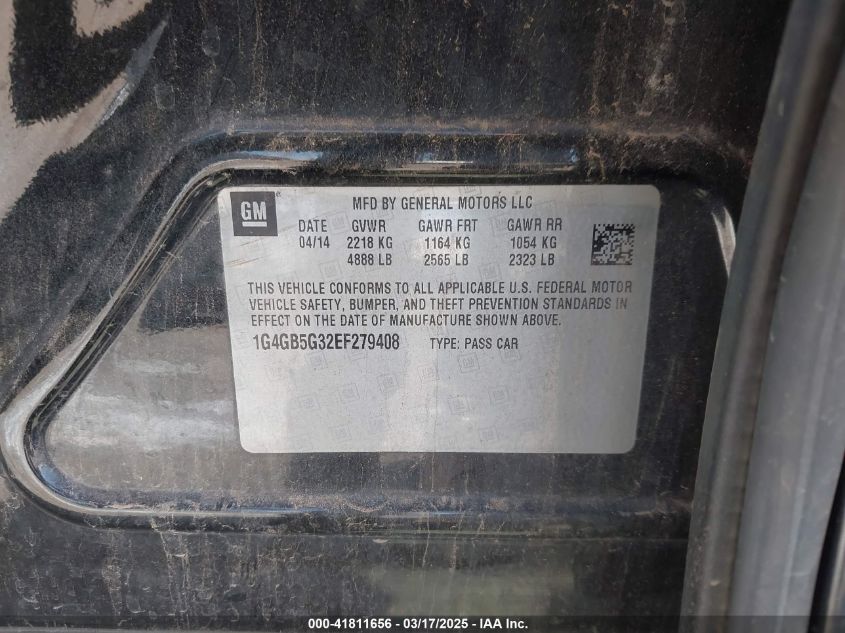 GM
MFD BY GENERAL MOTORS LLC
DATE GVWR GAWR FRT GAWR RR
04/14 2218 KG 1164 KG 1054 KG
4888 LB 2565 LB 2323 LB
THIS VEHICLE CONFORMS TO ALL APPLICABLE U.S. FEDERAL MOTOR
VEHICLE SAFETY, BUMPER, AND THEFT PREVENTION STANDARDS IN
EFFECT ON THE DATE OF MANUFACTURE SHOWN ABOVE.
1G4GB5G32EF279408 TYPE: PASS CAR
000-41811656 - 03/17/2025 - IAA Inc.